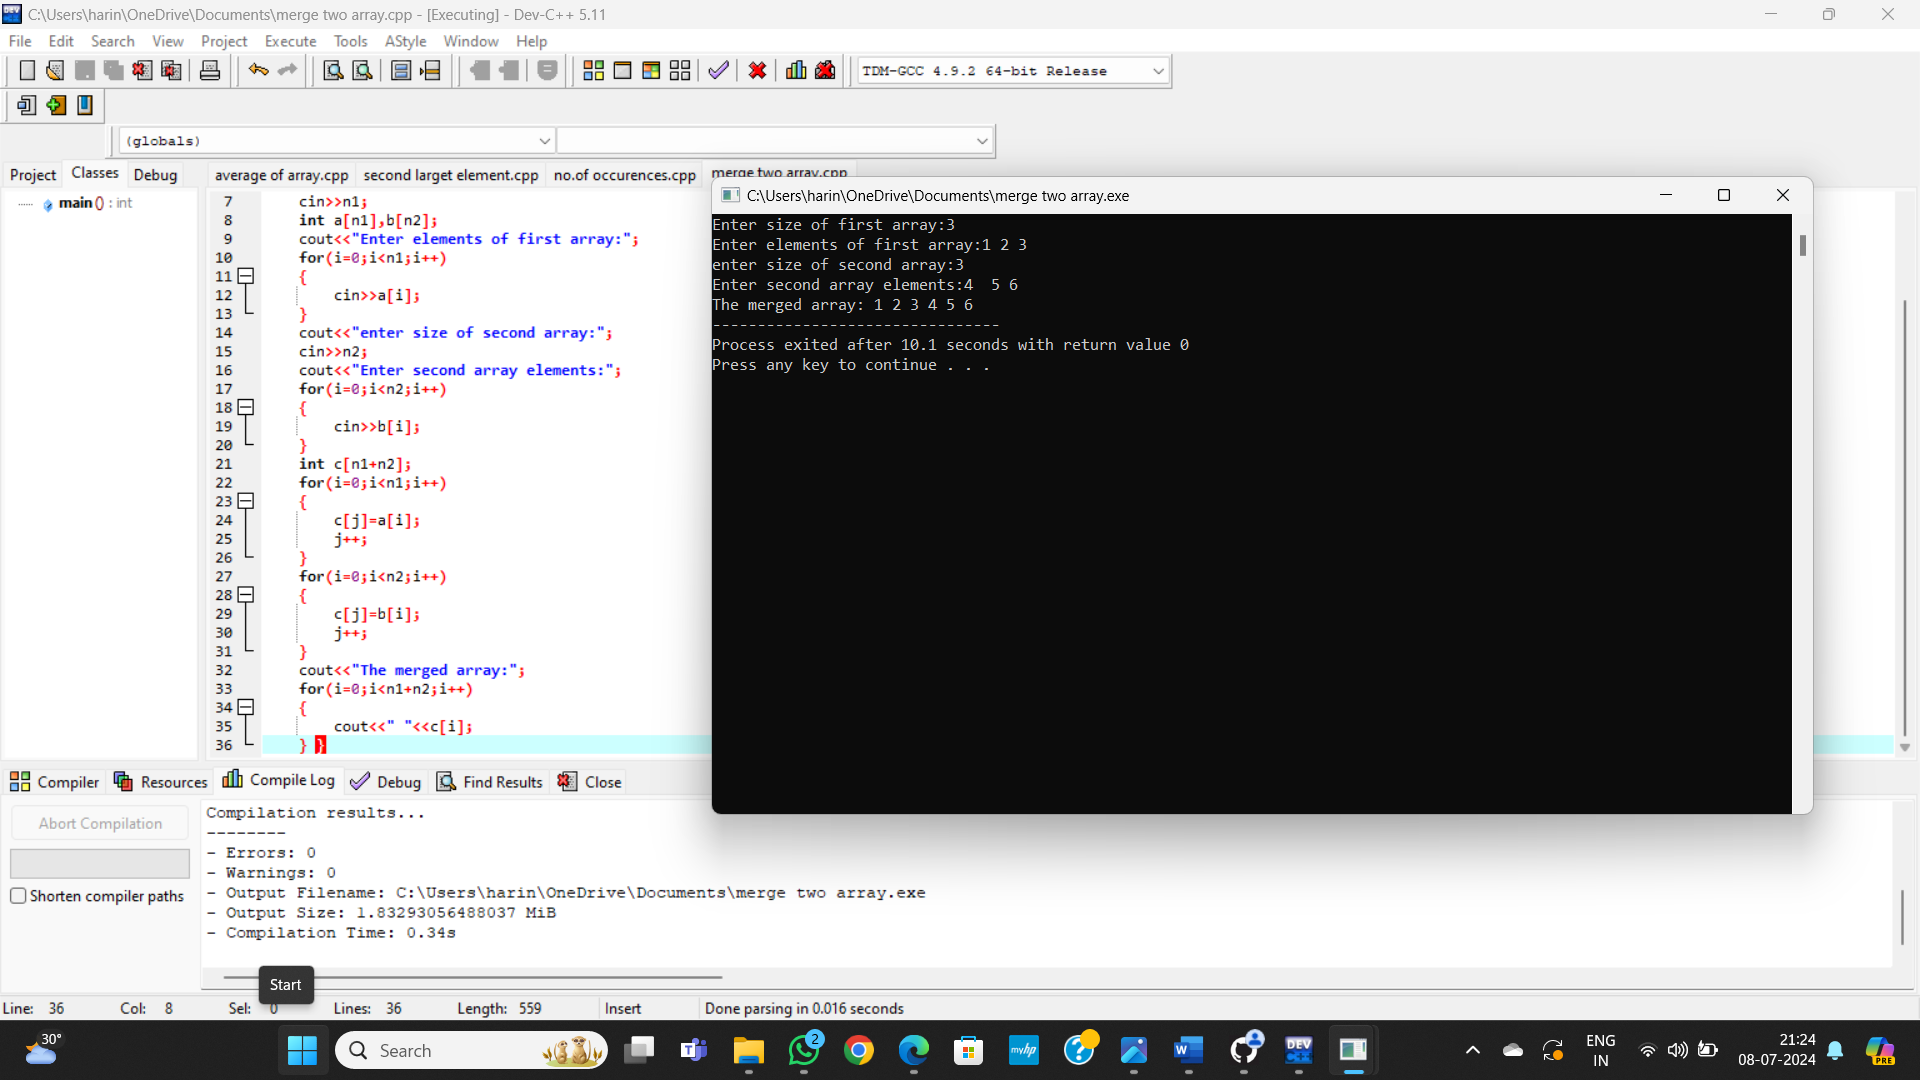 C:\Users\harin\OneDrive\Documents\merge two array.cpp - [Executing] - Dev-C++ 5.11
File Edit Search View Project Execute Tools AStyle Window Help
TDM-GCC 4.9.2 64-bit Release
(globals)
Project Classes Debug
average of array.cpp second larget element.cpp no.of occurences.cpp merge two array.cpp
main () : int
7 cin>>n1;
8 int a[n1],b[n2];
9 cout<<"Enter elements of first array:";
10 for(i=0;i<n1;i++)
11 {
12 cin>>a[i];
13 }
14 cout<<"enter size of second array:";
15 cin>>n2;
16 cout<<"Enter second array elements:";
17 for(i=0;i<n2;i++)
18 {
19 cin>>b[i];
20 }
21 int c[n1+n2];
22 for(i=0;i<n1;i++)
23 {
24 c[j]=a[i];
25 j++;
26 }
27 for(i=0;i<n2;i++)
28 {
29 c[j]=b[i];
30 j++;
31 }
32 cout<<"The merged array:";
33 for(i=0;i<n1+n2;i++)
34 {
35 cout<<" "<<c[i];
36 } }
C:\Users\harin\OneDrive\Documents\merge two array.exe
Enter size of first array:3
Enter elements of first array:1 2 3
enter size of second array:3
Enter second array elements:4  5 6
The merged array: 1 2 3 4 5 6
--------------------------------
Process exited after 10.1 seconds with return value 0
Press any key to continue . . .
Compiler Resources Compile Log Debug Find Results Close
Abort Compilation
Shorten compiler paths
Compilation results...
--------
- Errors: 0
- Warnings: 0
- Output Filename: C:\Users\harin\OneDrive\Documents\merge two array.exe
- Output Size: 1.83293056488037 MiB
- Compilation Time: 0.34s
Start
Line: 36 Col: 8 Sel: 0 Lines: 36 Length: 559 Insert Done parsing in 0.016 seconds
30°
Search
2
myhp
DEV C++
ENG
IN
21:24
08-07-2024
PRE